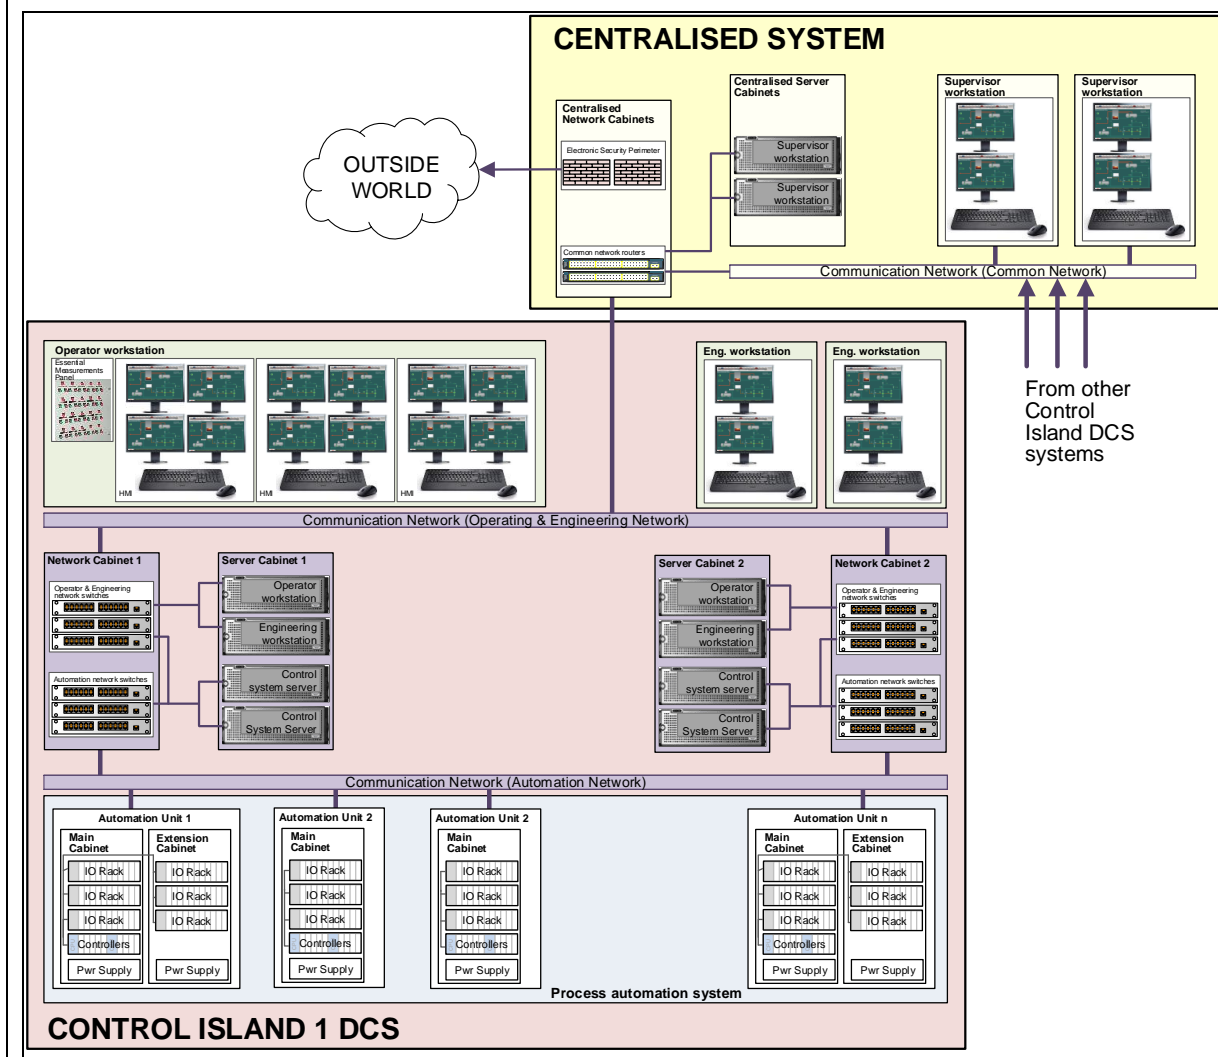 CENTRALISED SYSTEM
Centralised
Network Cabinets
Electronic Security Perimeter
Common network routers
Centralised Server
Cabinets
Supervisor
workstation
Supervisor
workstation
Supervisor
workstation
Supervisor
workstation
OUTSIDE
WORLD
Communication Network (Common Network)
From other
Control
Island DCS
systems
Operator workstation
Essential
Measurements
Panel
HMI
HMI
HMI
Eng. workstation
Eng. workstation
Communication Network (Operating & Engineering Network)
Network Cabinet 1
Operator & Engineering
network switches
Automation network switches
Server Cabinet 1
Operator
workstation
Engineering
workstation
Control
system server
Control
System Server
Server Cabinet 2
Operator
workstation
Engineering
workstation
Control
system server
Control
System Server
Network Cabinet 2
Operator & Engineering
network switches
Automation network switches
Communication Network (Automation Network)
Automation Unit 1
Main
Cabinet
IO Rack
IO Rack
IO Rack
Controllers
Pwr Supply
Extension
Cabinet
IO Rack
IO Rack
IO Rack
Pwr Supply
Automation Unit 2
Main
Cabinet
IO Rack
IO Rack
IO Rack
Controllers
Pwr Supply
Automation Unit 2
Main
Cabinet
IO Rack
IO Rack
IO Rack
Controllers
Pwr Supply
Automation Unit n
Main
Cabinet
IO Rack
IO Rack
IO Rack
Controllers
Pwr Supply
Extension
Cabinet
IO Rack
IO Rack
IO Rack
Pwr Supply
Process automation system
CONTROL ISLAND 1 DCS